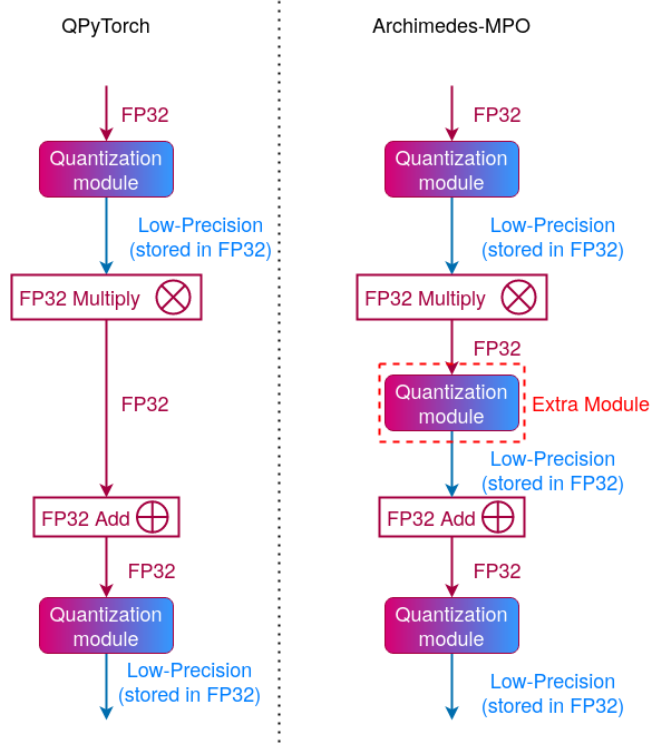 QPyTorch
FP32
Quantization
module
Low-Precision
(stored in FP32)
FP32 Multiply
FP32
FP32 Add
FP32
Quantization
module
Low-Precision
(stored in FP32)
Archimedes-MPO
FP32
Quantization
module
Low-Precision
(stored in FP32)
FP32 Multiply
FP32
Quantization
module
Extra Module
Low-Precision
(stored in FP32)
FP32 Add
FP32
Quantization
module
Low-Precision
(stored in FP32)